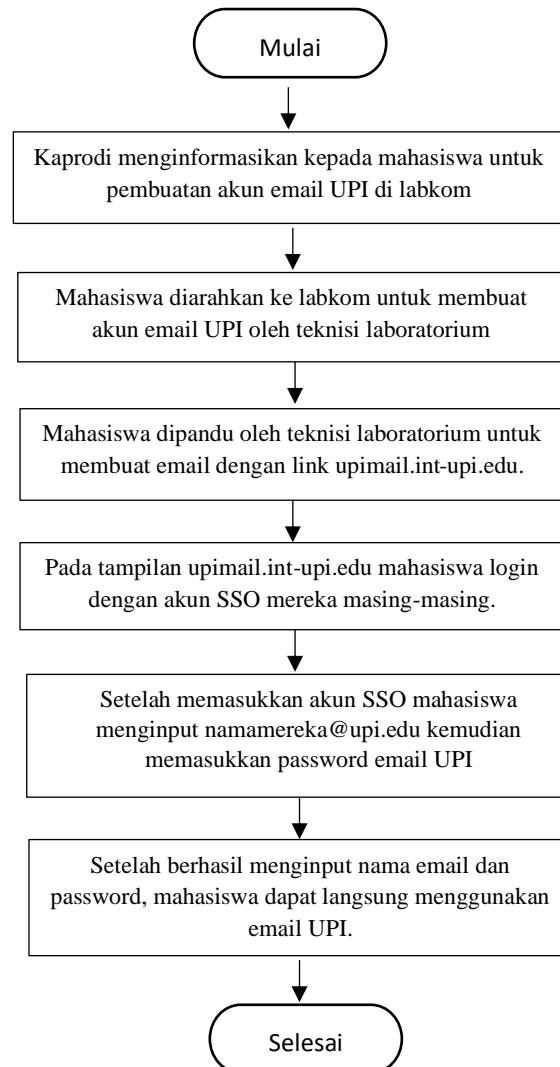 Mulai
Kaprodi menginformasikan kepada mahasiswa untuk
pembuatan akun email UPI di labkom
Mahasiswa diarahkan ke labkom untuk membuat
akun email UPI oleh teknisi laboratorium
Mahasiswa dipandu oleh teknisi laboratorium untuk
membuat email dengan link upimail.int-upi.edu.
Pada tampilan upimail.int-upi.edu mahasiswa login
dengan akun SSO mereka masing-masing.
Setelah memasukkan akun SSO mahasiswa
menginput namamereka@upi.edu kemudian
memasukkan password email UPI
Setelah berhasil menginput nama email dan
password, mahasiswa dapat langsung menggunakan
email UPI.
Selesai